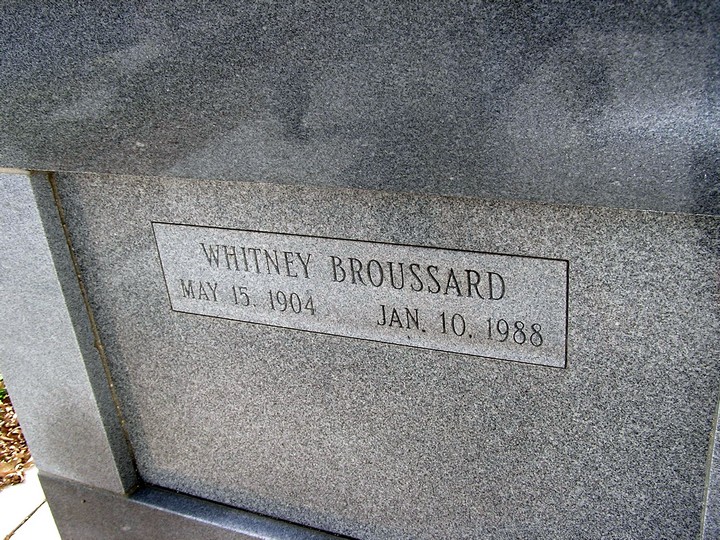 WHITNEY BROUSSARD
MAY 15. 1904 JAN. 10. 1988